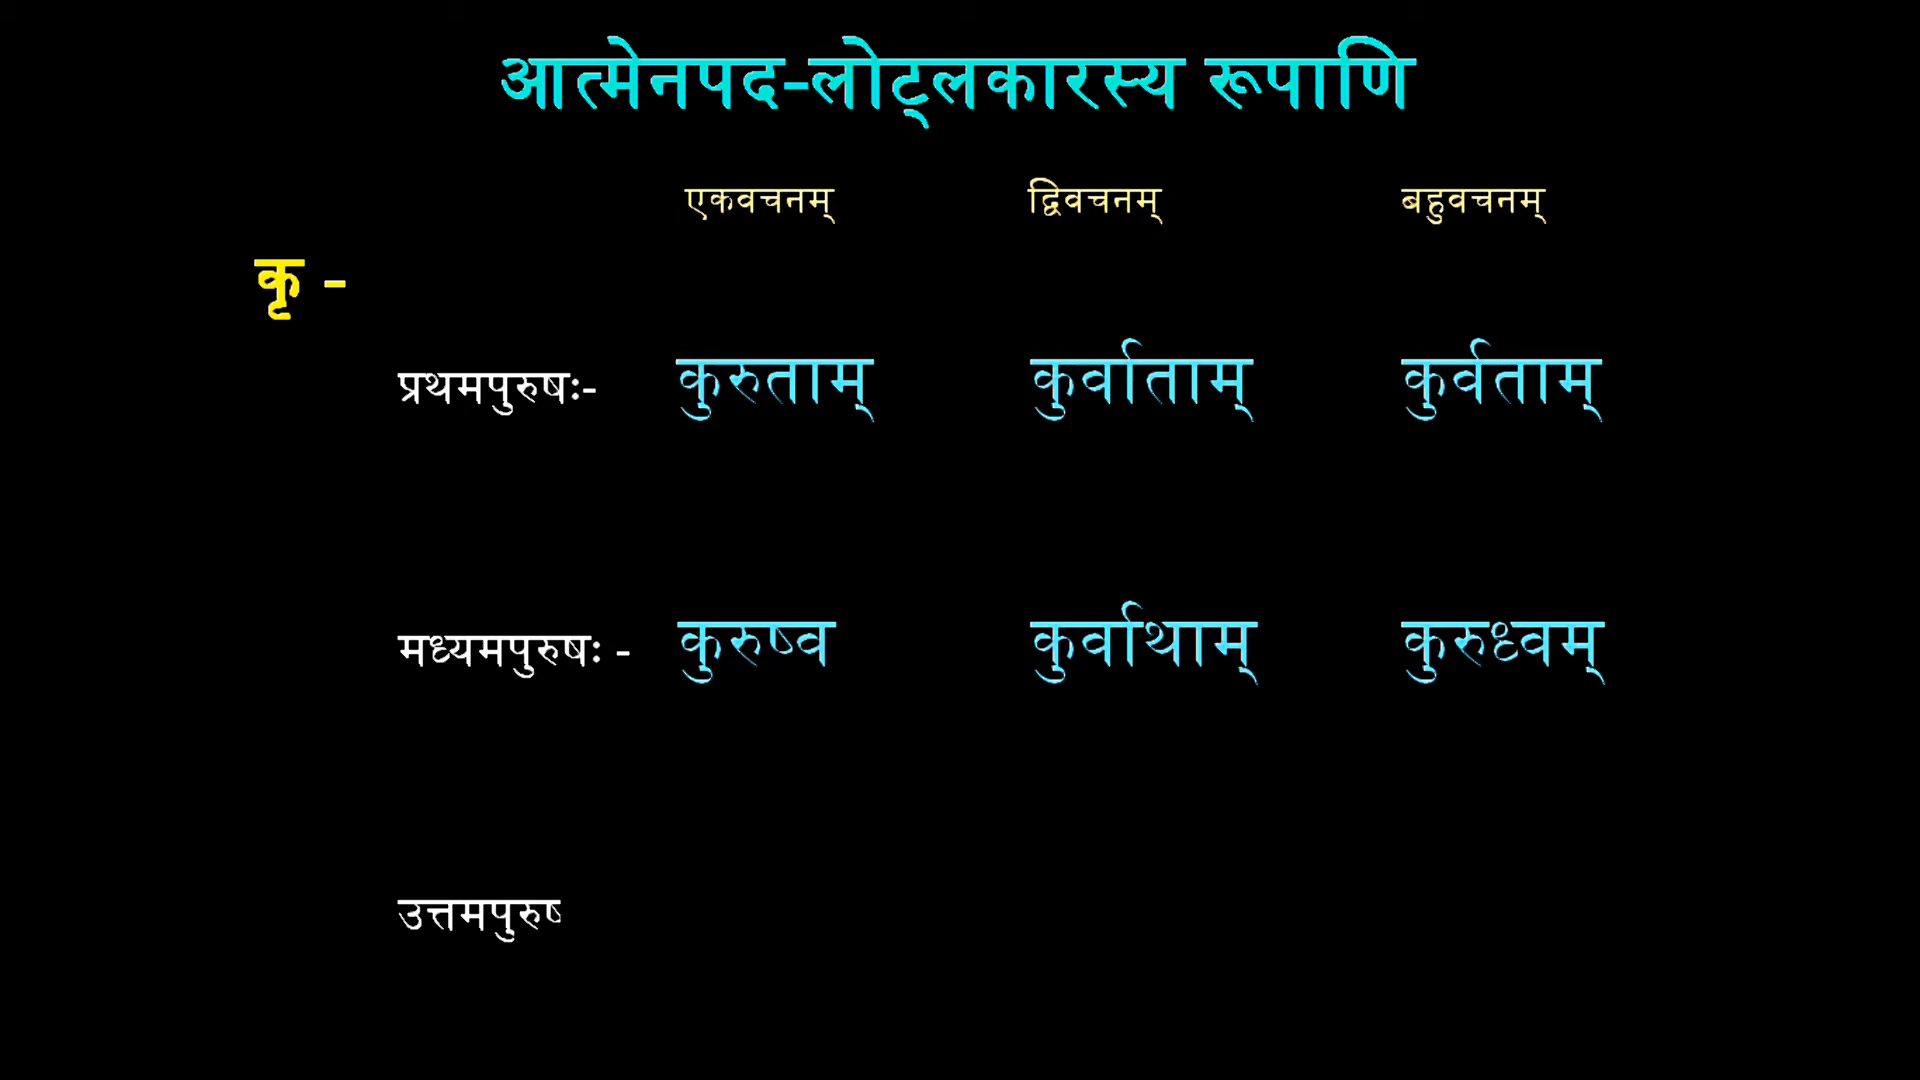 आत्मेनपद-लोट्लकारस्य रूपाणि
एकवचनम् द्विवचनम् बहुवचनम्
कृ -
प्रथमपुरुषः- कुरुताम् कुर्वाताम् कुर्वताम्
मध्यमपुरुषः - कुरुष्व कुर्वाथाम् कुरुध्वम्
उत्तमपुरुष